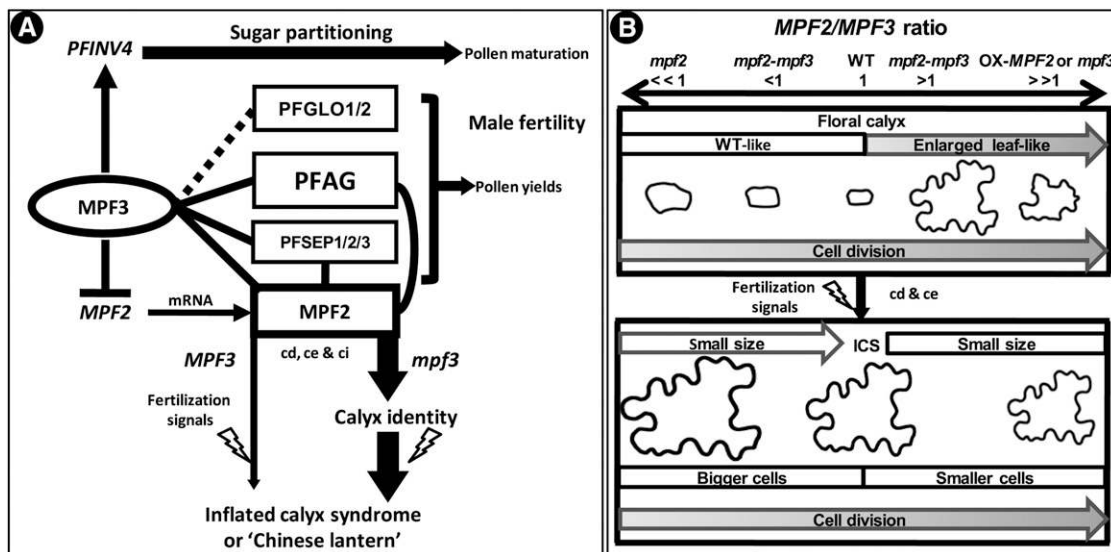 A
PFINV4
Sugar partitioning
Pollen maturation
PFGLO1/2
Male fertility
PFAG
MPF3
Pollen yields
PFSEP1/2/3
MPF2
mRNA
MPF2
MPF3
cd, ce & ci
mpf3
Fertilization
signals
Calyx identity
Inflated calyx syndrome
or 'Chinese lantern'
B
MPF2/MPF3 ratio
mpf2 mpf2-mpf3 WT mpf2-mpf3 OX-MPF2 or mpf3
<<1 <1 1 >1 >>1
Floral calyx
WT-like Enlarged leaf-like
Cell division
Fertilization
signals
cd & ce
Small size ICS Small size
Bigger cells Smaller cells
Cell division